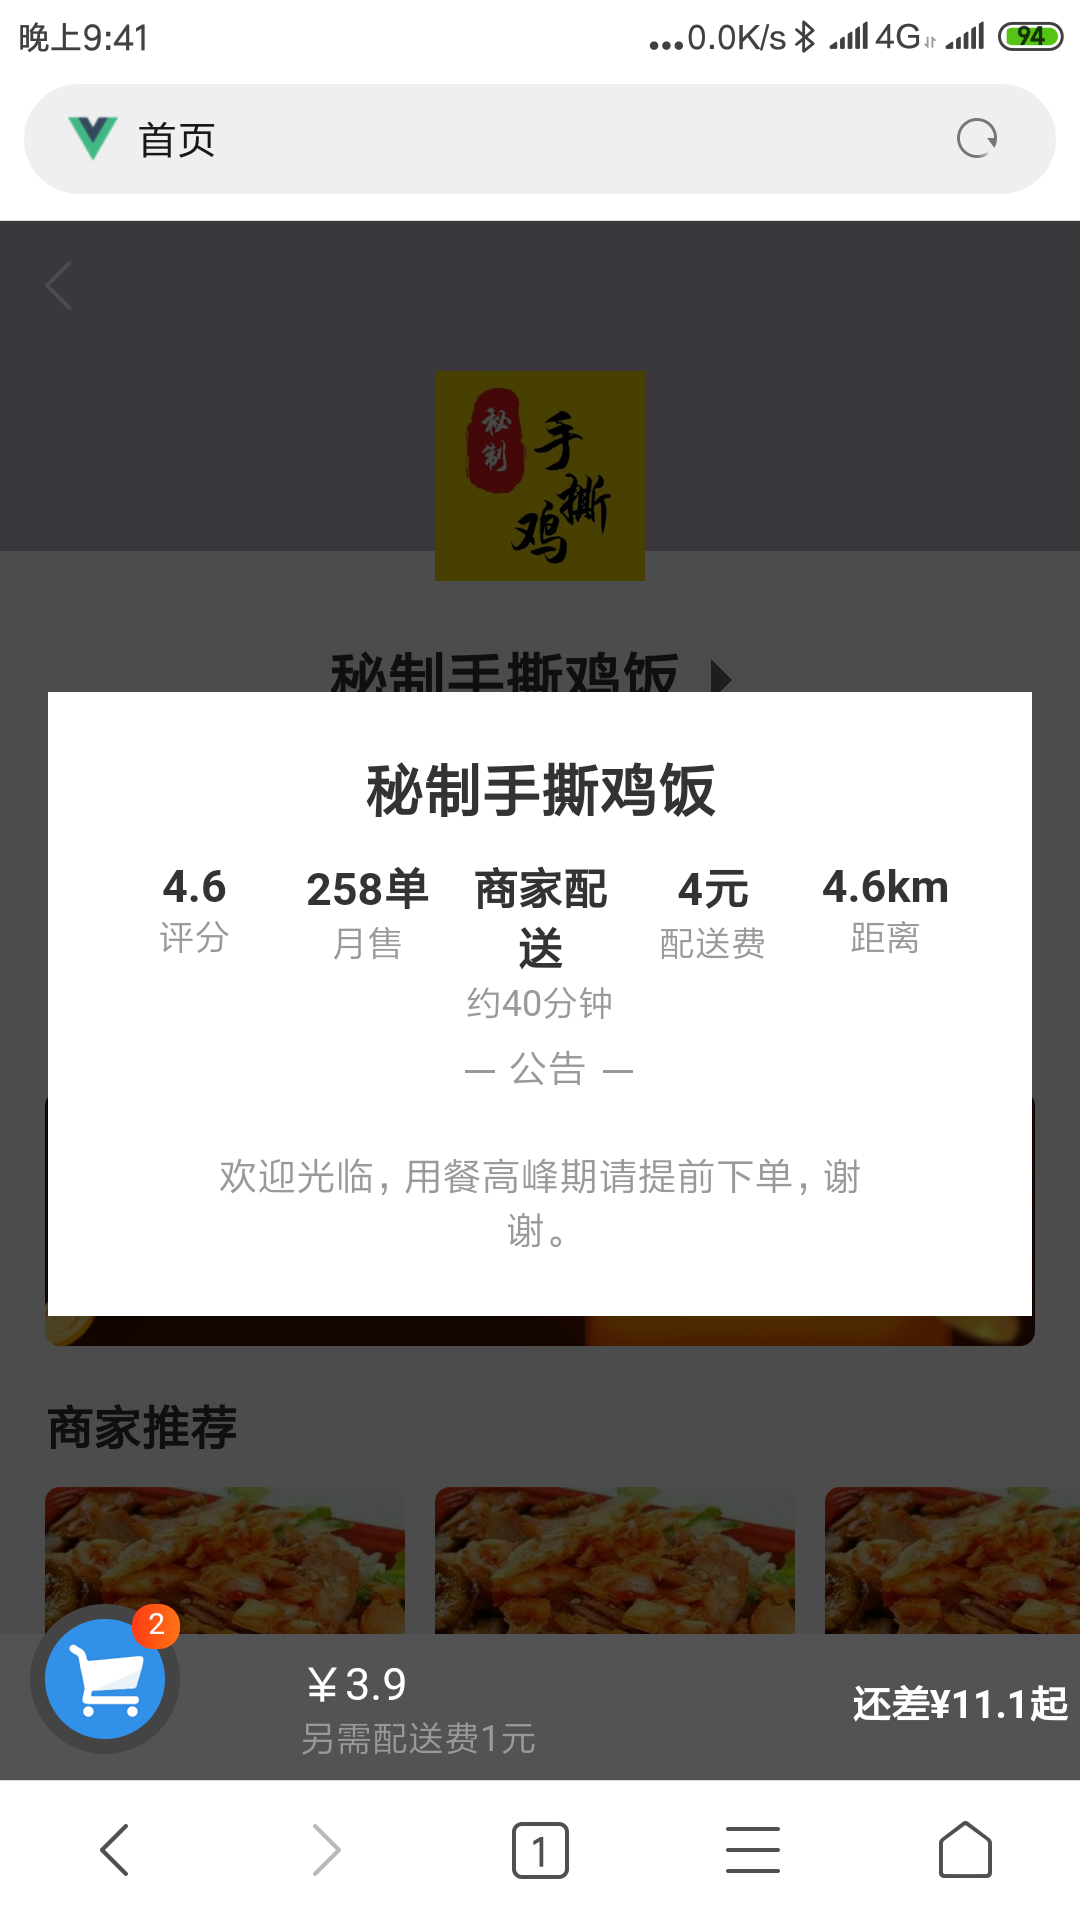 晚上9:41
...0.0K/s 4G 94
首页
秘制
手撕鸡
秘制手撕鸡饭
秘制手撕鸡饭
4.6 258单 商家配送 4元 4.6km
评分 月售 约40分钟 配送费 距离
— 公告 —
欢迎光临,用餐高峰期请提前下单,谢
谢。
商家推荐
2
￥3.9
另需配送费1元
还差¥11.1起
1